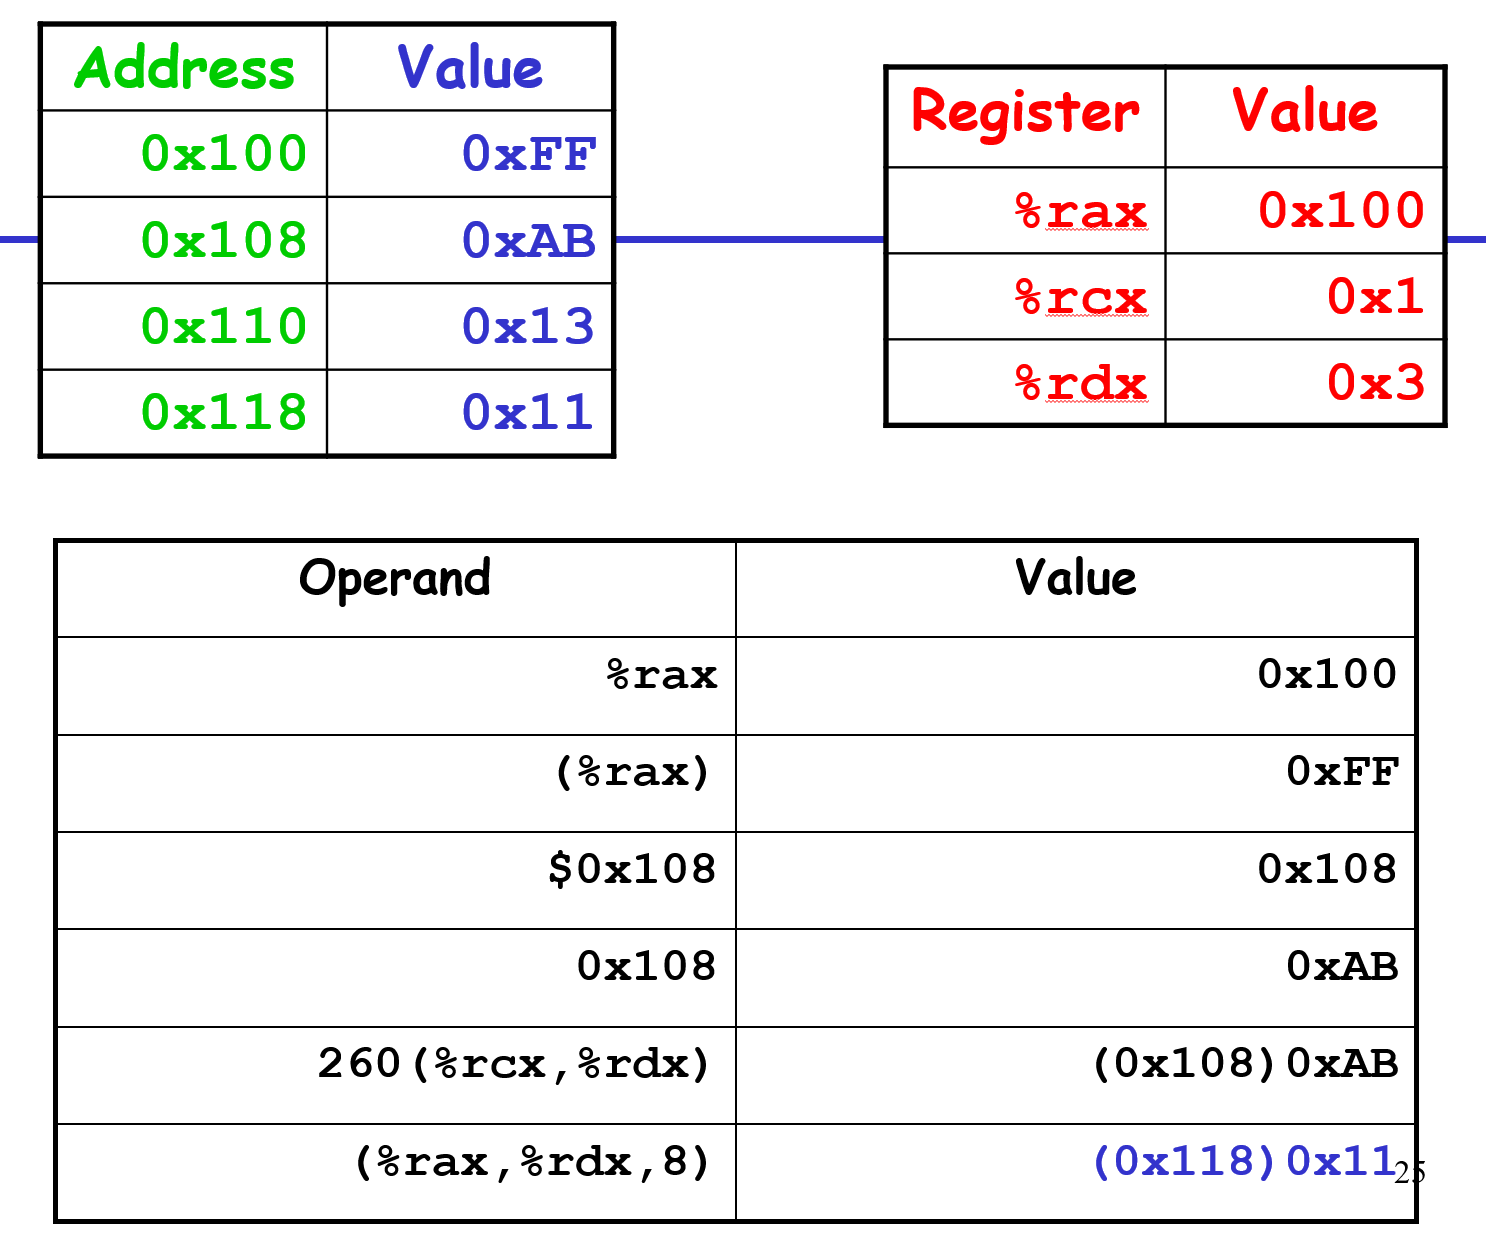 Address Value
0x100 0xFF
0x108 0xAB
0x110 0x13
0x118 0x11
Register Value
%rax 0x100
%rcx 0x1
%rdx 0x3
Operand Value
%rax 0x100
(%rax) 0xFF
$0x108 0x108
0x108 0xAB
260(%rcx,%rdx) (0x108)0xAB
(%rax,%rdx,8) (0x118)0x11
25